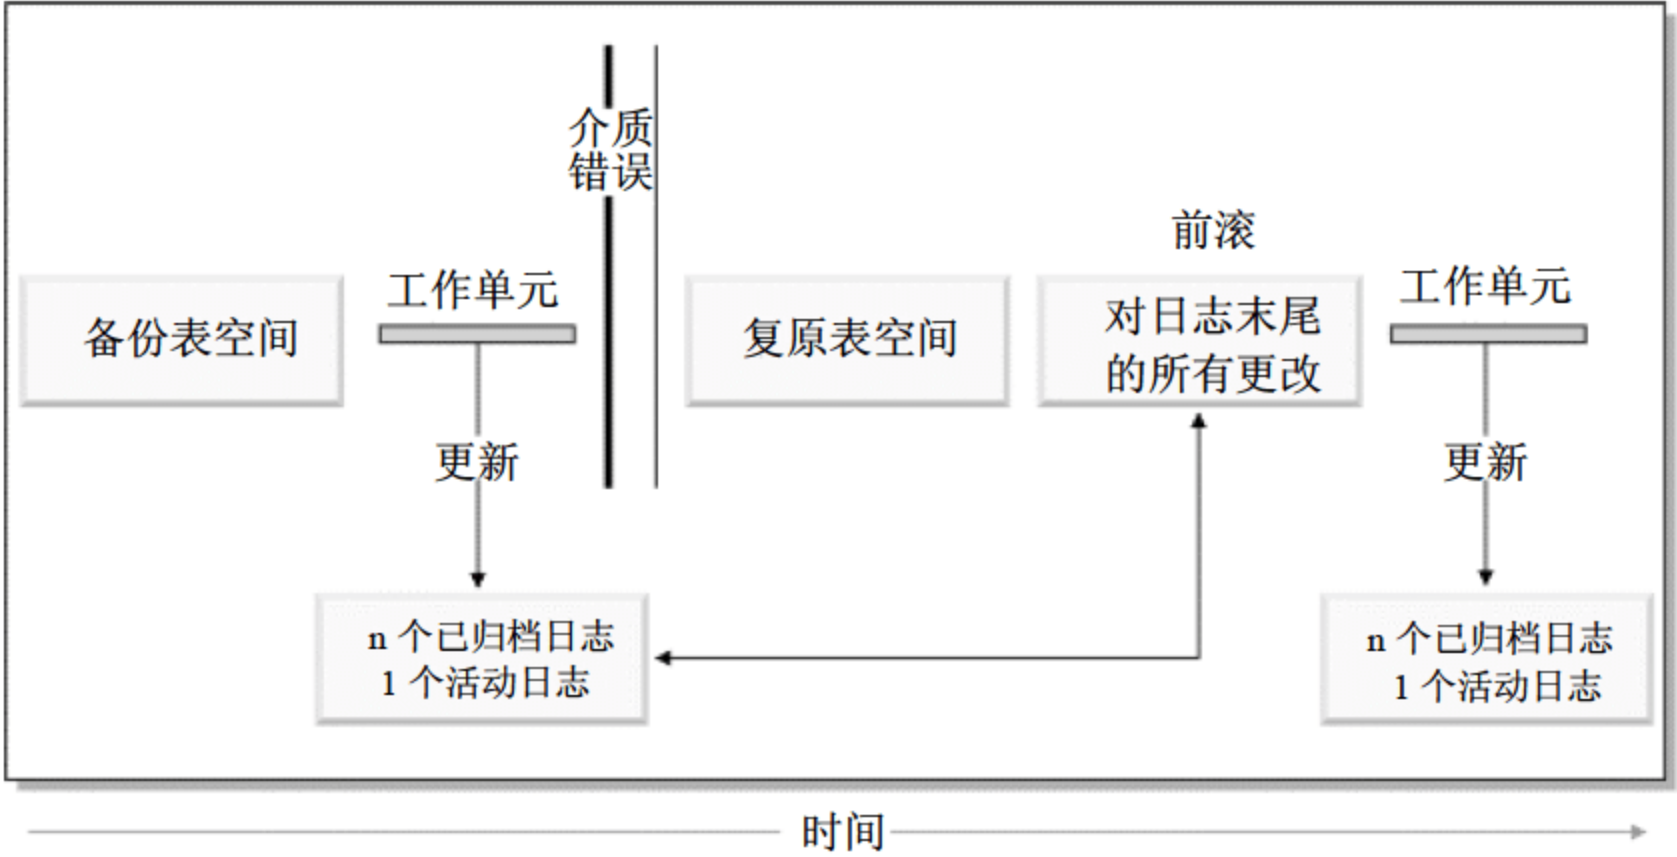 介质
错误
备份表空间
工作单元
更新
n 个已归档日志
1 个活动日志
复原表空间
前滚
对日志末尾
的所有更改
工作单元
更新
n 个已归档日志
1 个活动日志
时间